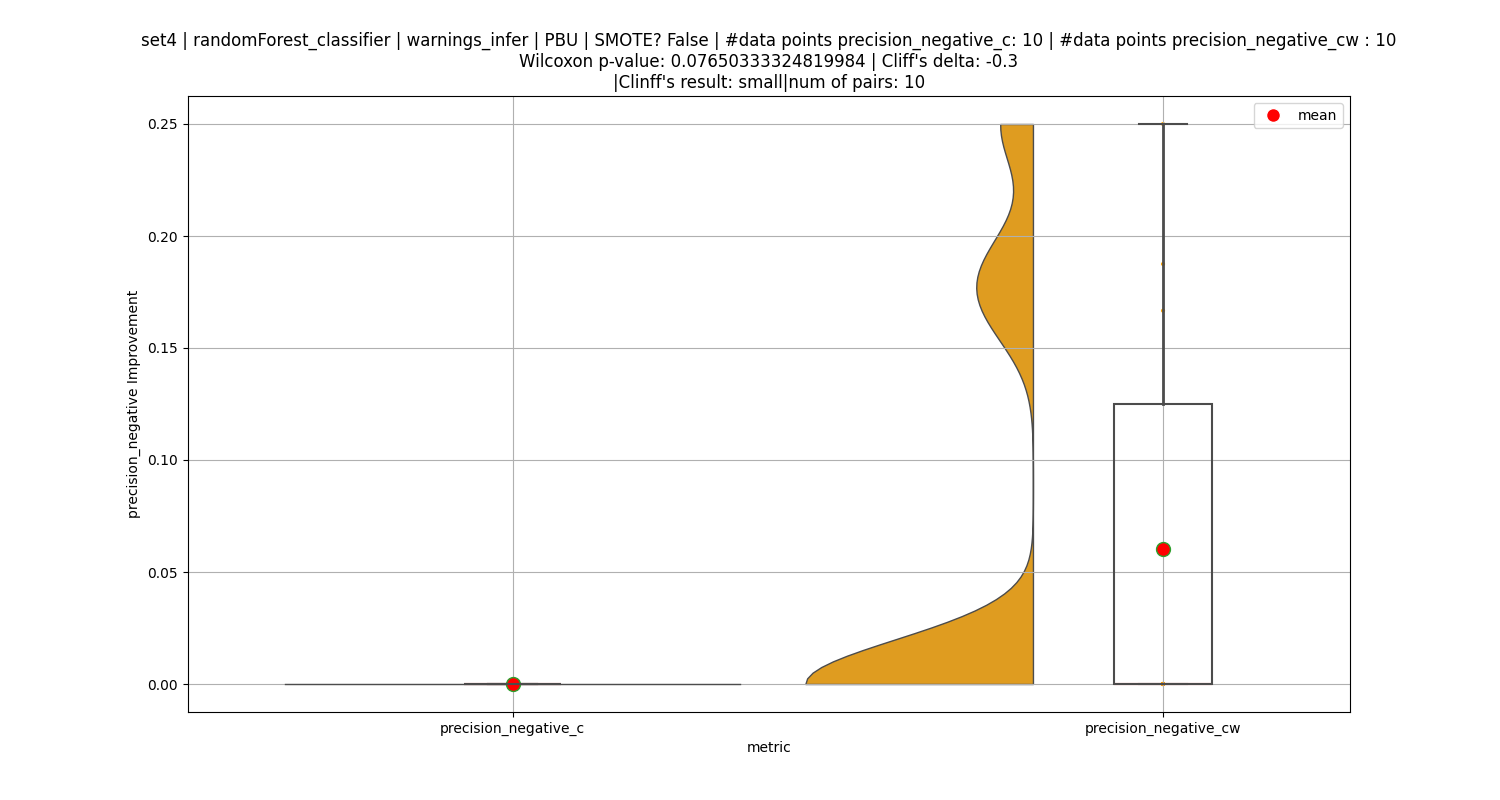 set4 | randomForest_classifier | warnings_infer | PBU | SMOTE? False | #data points precision_negative_c: 10 | #data points precision_negative_cw : 10
Wilcoxon p-value: 0.07650333324819984 | Cliff's delta: -0.3
|Clinff's result: small|num of pairs: 10
mean
0.25
0.20
0.15
0.10
0.05
0.00
precision_negative Improvement
precision_negative_c
precision_negative_cw
metric